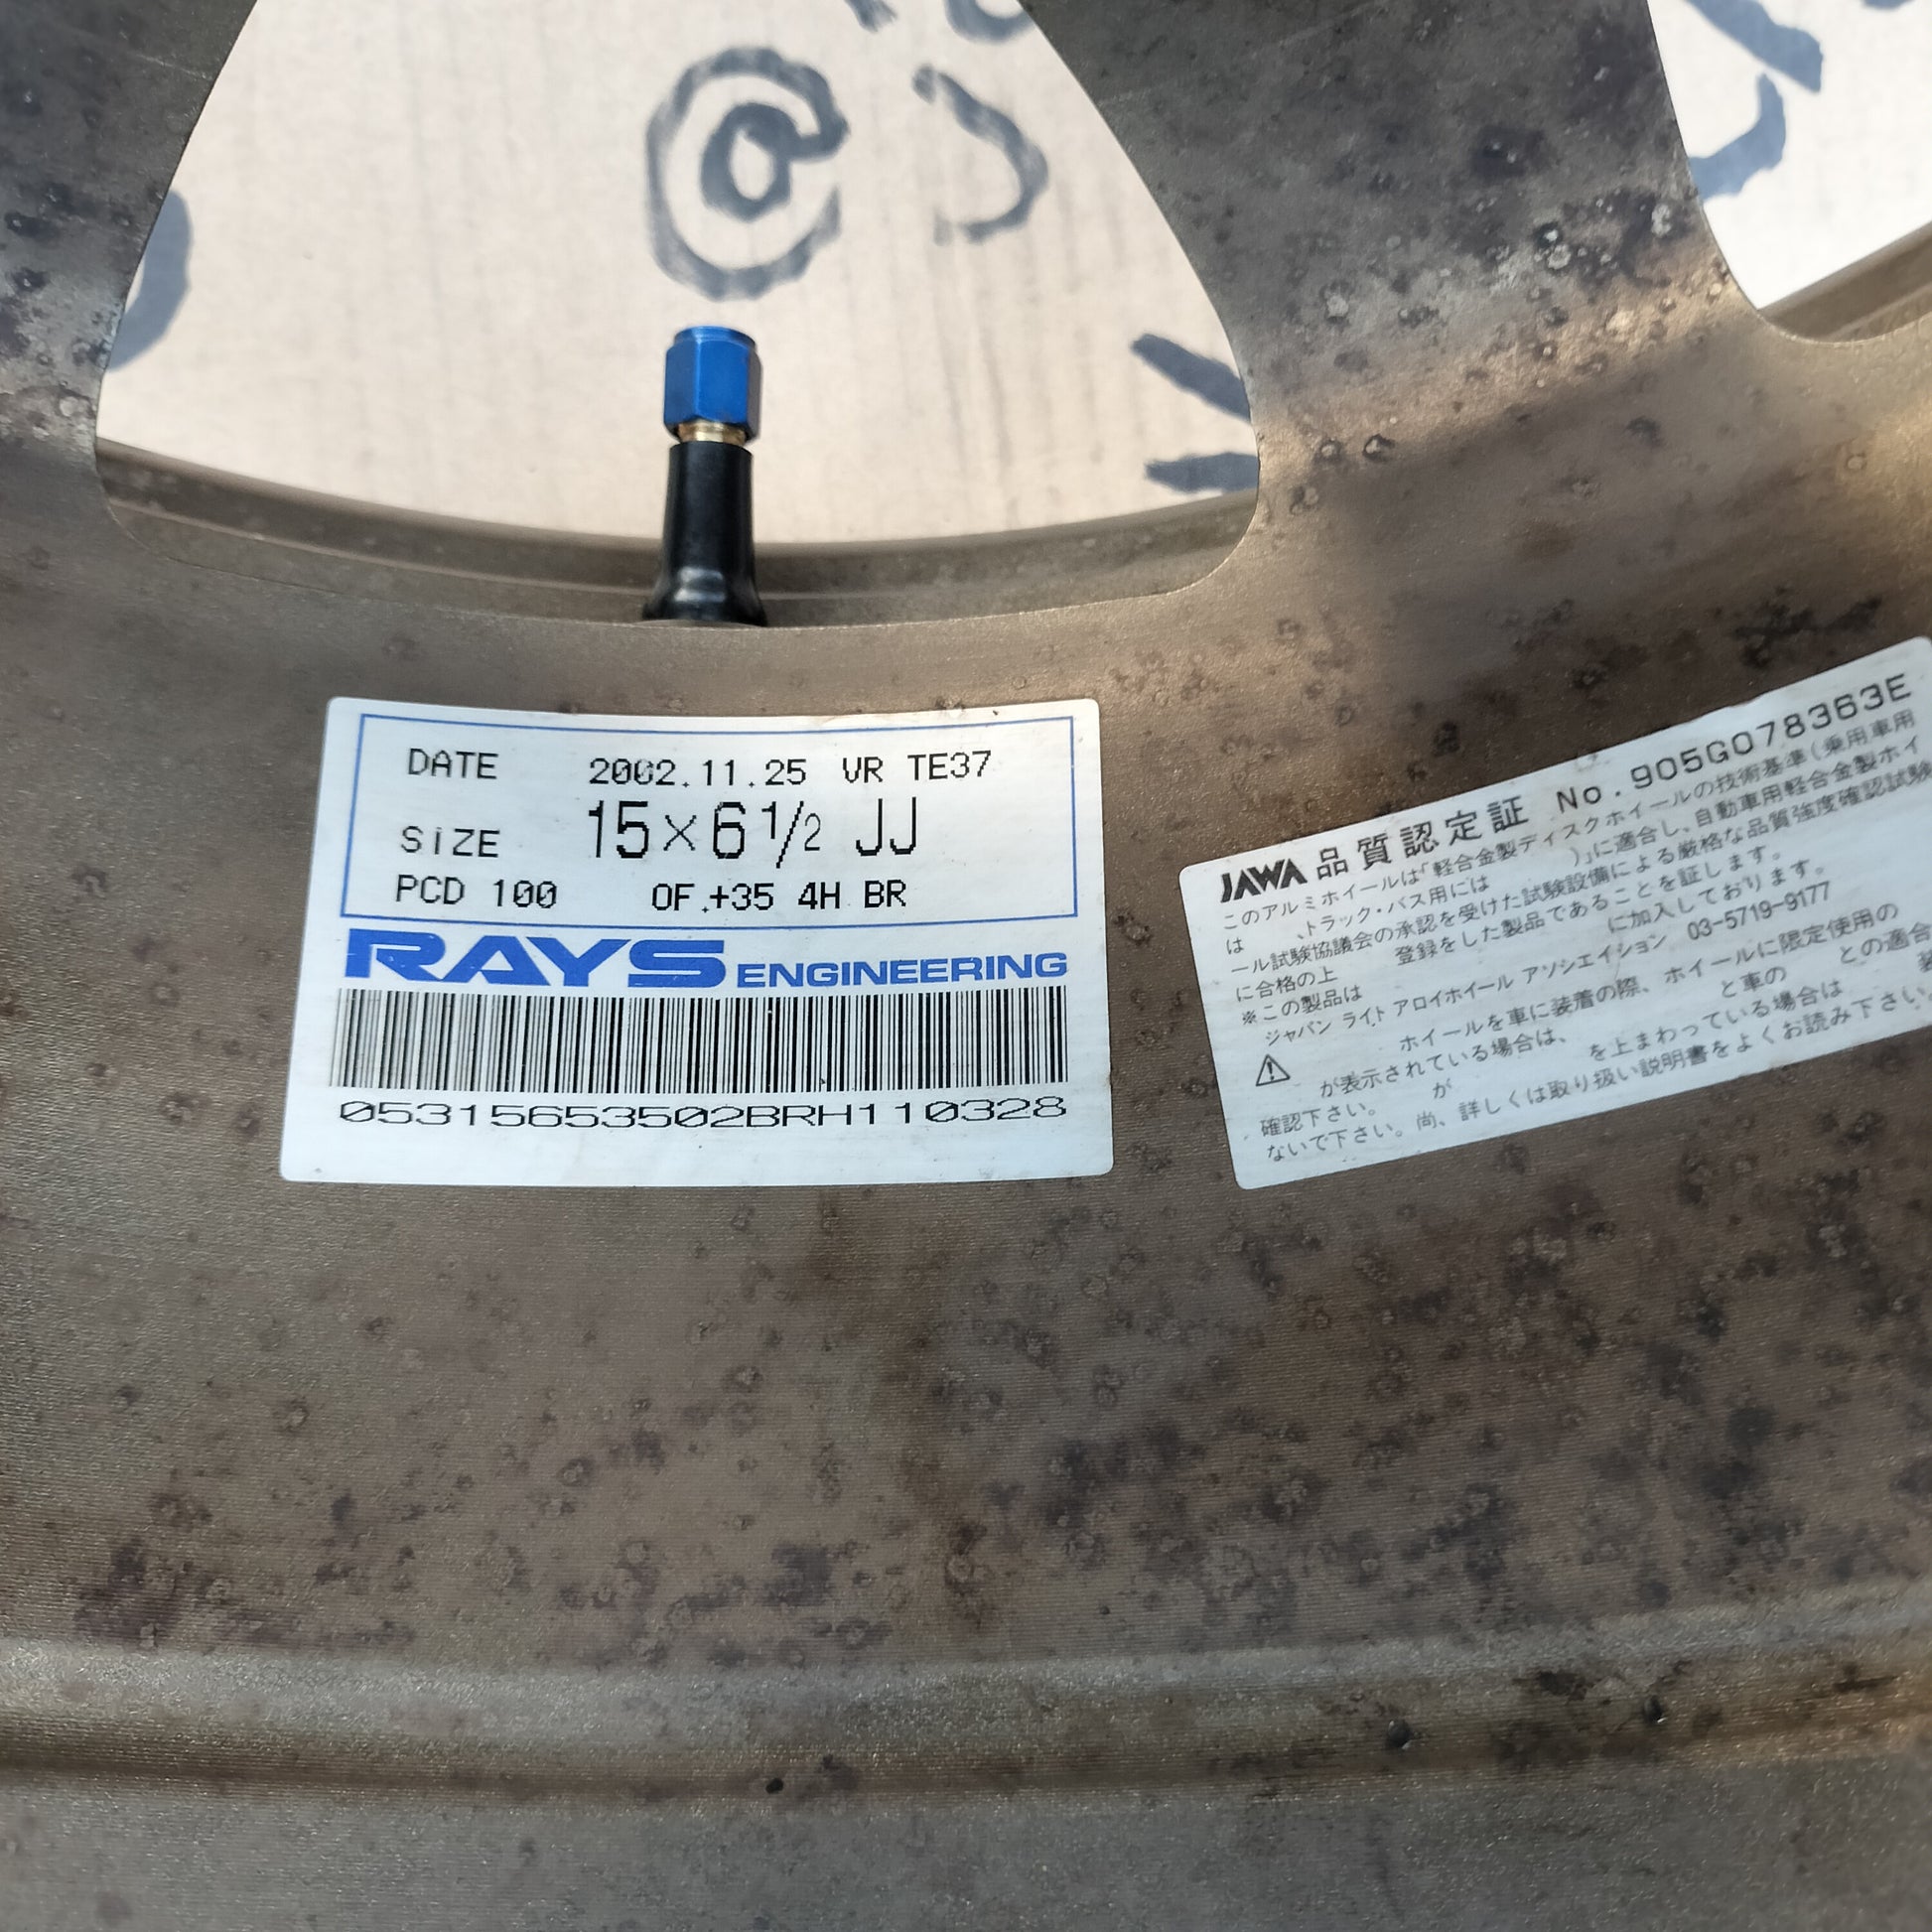 @
DATE 2002.11.25 VR TE37
SIZE 15×6 1/2 JJ
PCD 100 OF.+35 4H BR
RAYS ENGINEERING
05315653502BRH110328
JAWA 品質認定証 No.905G078363E
このアルミホイールは「軽合金製ディスクホイールの技術基準(乗用車用
は 、トラック・バス用には )」に適合し、自動車用軽合金製ホイ
ール試験協議会の承認を受けた試験設備による厳格な品質強度確認試験
に合格の上 登録をした製品であることを証します。
※この製品は に加入しております。
ジャパン ライト アロイホイール アソシエイション 03-5719-9177
ホイールを車に装着の際、ホイールに限定使用の
が表示されている場合は、 と車の との適合
確認下さい。 が を上まわっている場合は 装
ないで下さい。尚、詳しくは取り扱い説明書をよくお読み下さい。